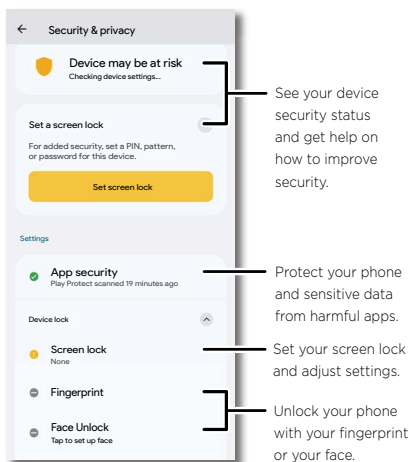 Security & privacy
Device may be at risk
Checking device settings...
Set a screen lock
For added security, set a PIN, pattern,
or password for this device.
Set screen lock
Settings
App security
Play Protect scanned 19 minutes ago
Device lock
Screen lock
None
Fingerprint
Face Unlock
Tap to set up face
See your device
security status
and get help on
how to improve
security.
Protect your phone
and sensitive data
from harmful apps.
Set your screen lock
and adjust settings.
Unlock your phone
with your fingerprint
or your face.